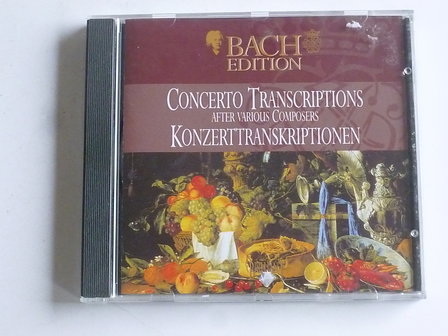 BACH
EDITION
CONCERTO TRANSCRIPTIONS
AFTER VARIOUS COMPOSERS
KONZERTTRANSKRIPTIONEN